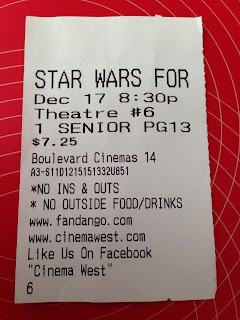 STAR WARS FOR
Dec 17 8:30p
Theatre #6
1 SENIOR PG13
$7.25
Boulevard Cinemas 14
A3-S11D1215151332U651
*NO INS & OUTS
* NO OUTSIDE FOOD/DRINKS
www.fandango.com
www.cinemawest.com
Like Us On Facebook
"Cinema West"
6